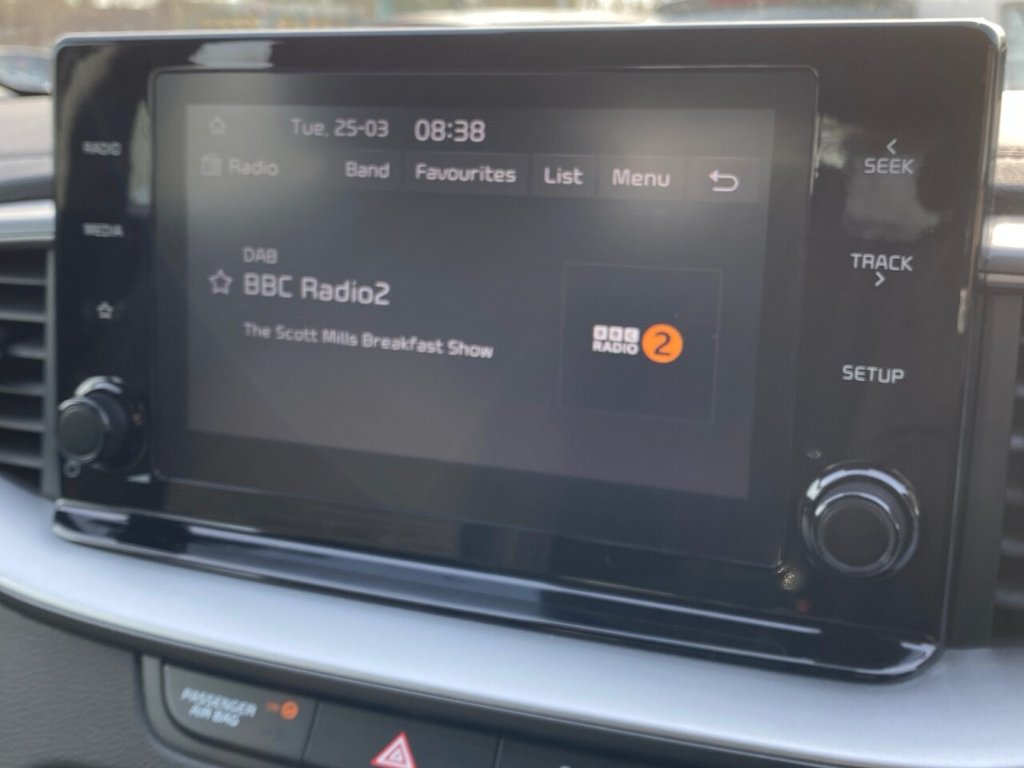 Tue, 25-03 08:38
RADIO
Radio Band Favourites List Menu
SEEK
MEDIA
DAB
BBC Radio2
The Scott Mills Breakfast Show
BBC
RADIO 2
TRACK
SETUP
PASSENGER
AIR BAG